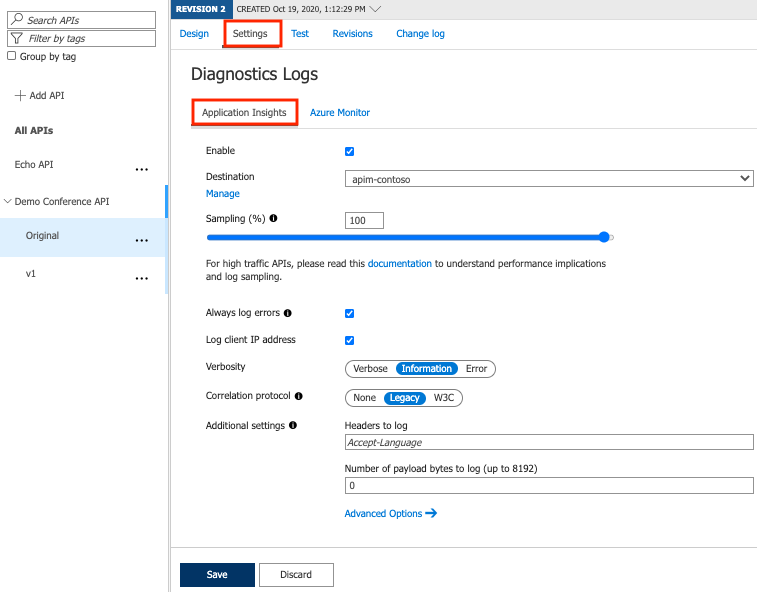 Search APIs
Filter by tags
Group by tag
Add API
All APIs
Echo API
...
Demo Conference API
Original
...
v1
...
REVISION 2 CREATED Oct 19, 2020, 1:12:29 PM
Design Settings Test Revisions Change log
Diagnostics Logs
Application Insights Azure Monitor
Enable
Destination apim-contoso
Manage
Sampling (%) 100
For high traffic APIs, please read this documentation to understand performance implications
and log sampling.
Always log errors
Log client IP address
Verbosity Verbose Information Error
Correlation protocol None Legacy W3C
Additional settings Headers to log
Accept-Language
Number of payload bytes to log (up to 8192)
0
Advanced Options
Save Discard